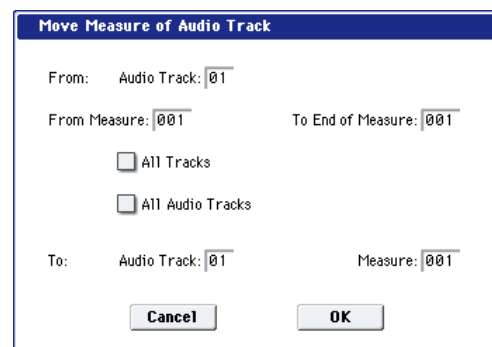 Move Measure of Audio Track
From: Audio Track: 01
From Measure: 001 To End of Measure: 001
All Tracks
All Audio Tracks
To: Audio Track: 01 Measure: 001
Cancel OK